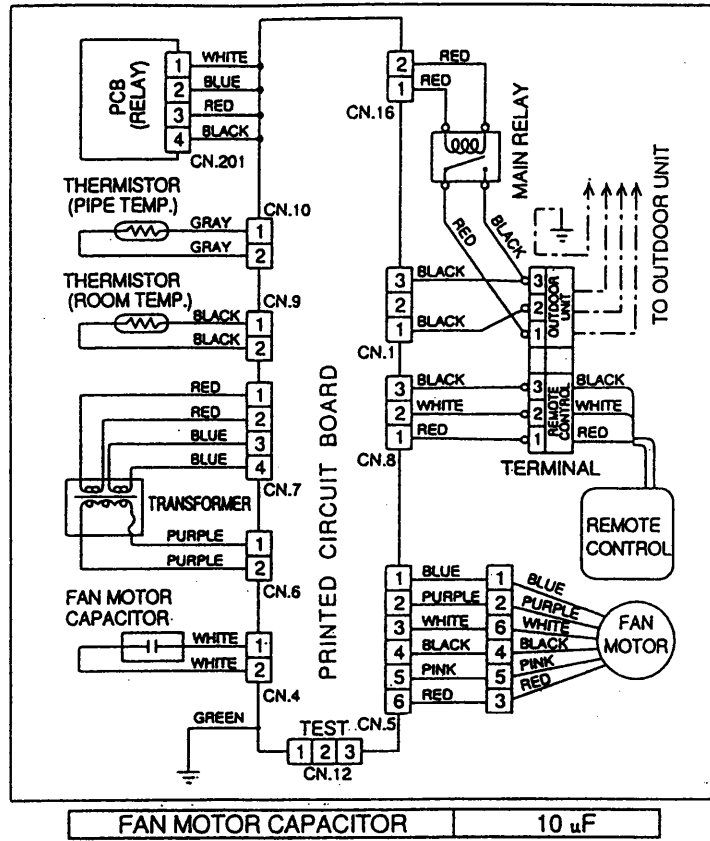 PCB
(RELAY)
1 WHITE
2 BLUE
3 RED
4 BLACK
CN.201
THERMISTOR
(PIPE TEMP.)
CN.10
GRAY 1
GRAY 2
THERMISTOR
(ROOM TEMP.)
CN.9
BLACK 1
BLACK 2
RED 1
RED 2
BLUE 3
BLUE 4
CN.7
TRANSFORMER
PURPLE 1
PURPLE 2
CN.6
FAN MOTOR
CAPACITOR
WHITE 1
WHITE 2
CN.4
GREEN
PRINTED CIRCUIT BOARD
TEST
1 2 3
CN.12
2 RED
1 RED
CN.16
MAIN RELAY
RED
BLACK
TO OUTDOOR UNIT
3 BLACK 3
2 2
1 BLACK 1
OUTDOOR
UNIT
CN.1
3 BLACK 3 BLACK
2 WHITE 2 WHITE
1 RED 1 RED
REMOTE
CONTROL
CN.8
TERMINAL
REMOTE
CONTROL
1 BLUE 1 BLUE
2 PURPLE 2 PURPLE
3 WHITE 6 WHITE
4 BLACK 4 BLACK
5 PINK 5 PINK
6 RED 3 RED
CN.5
FAN
MOTOR
FAN MOTOR CAPACITOR 10 uF